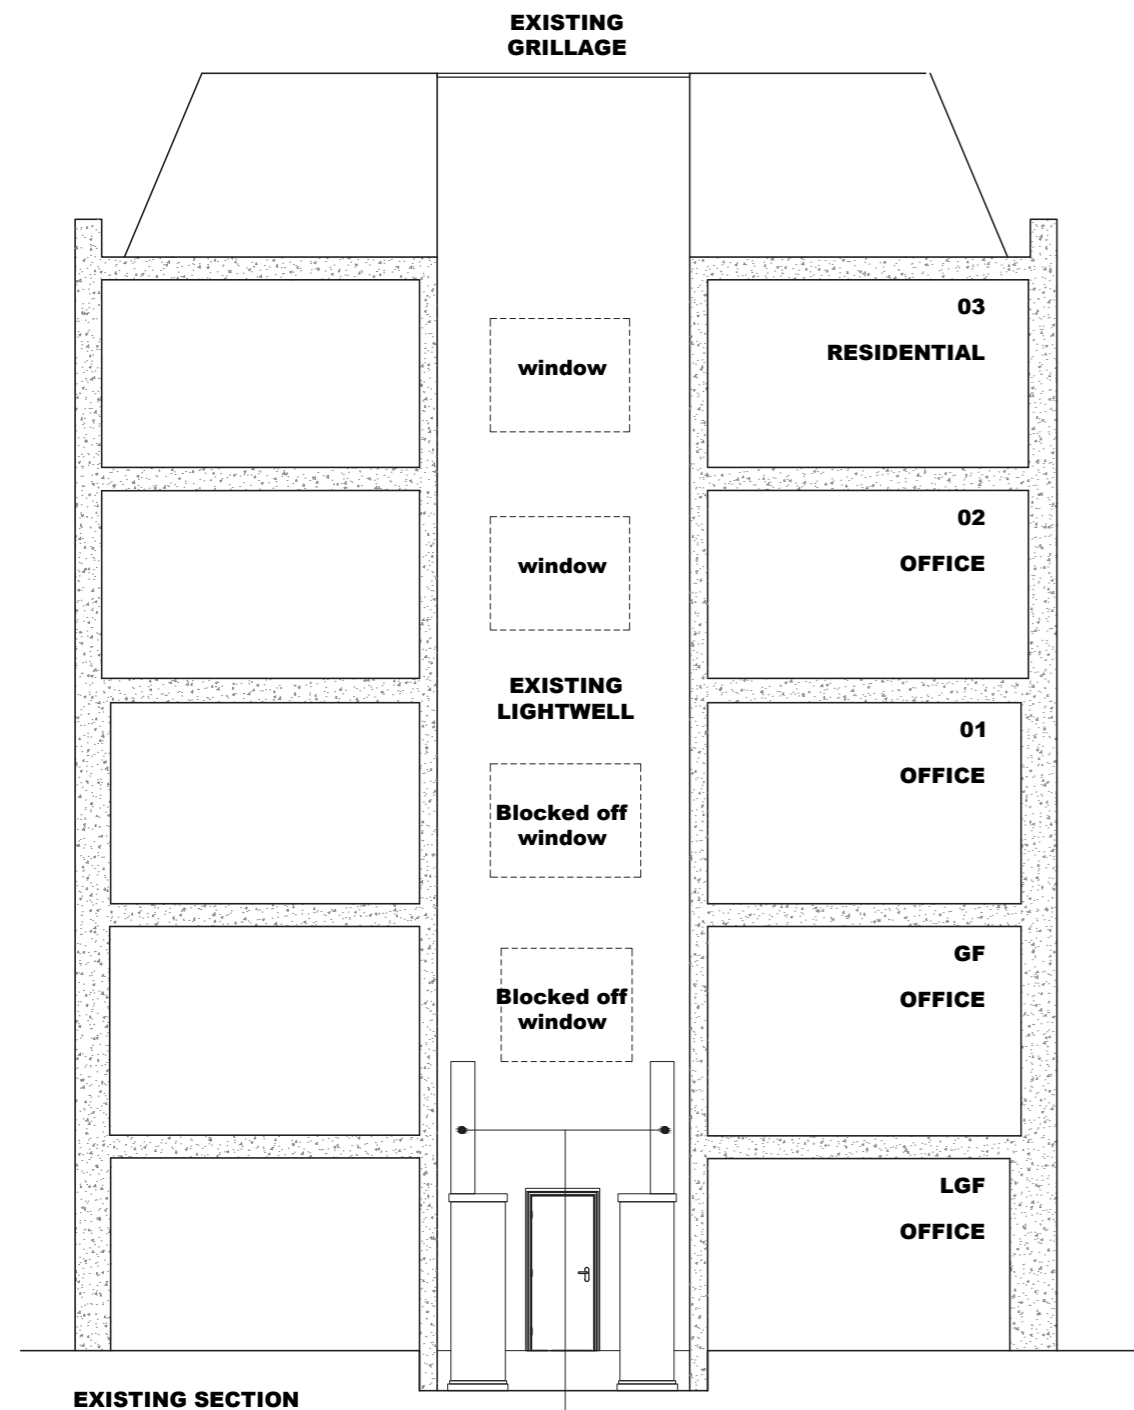 EXISTING
GRILLAGE
03
RESIDENTIAL
window
02
OFFICE
window
EXISTING
LIGHTWELL
01
OFFICE
Blocked off
window
GF
OFFICE
Blocked off
window
LGF
OFFICE
EXISTING SECTION